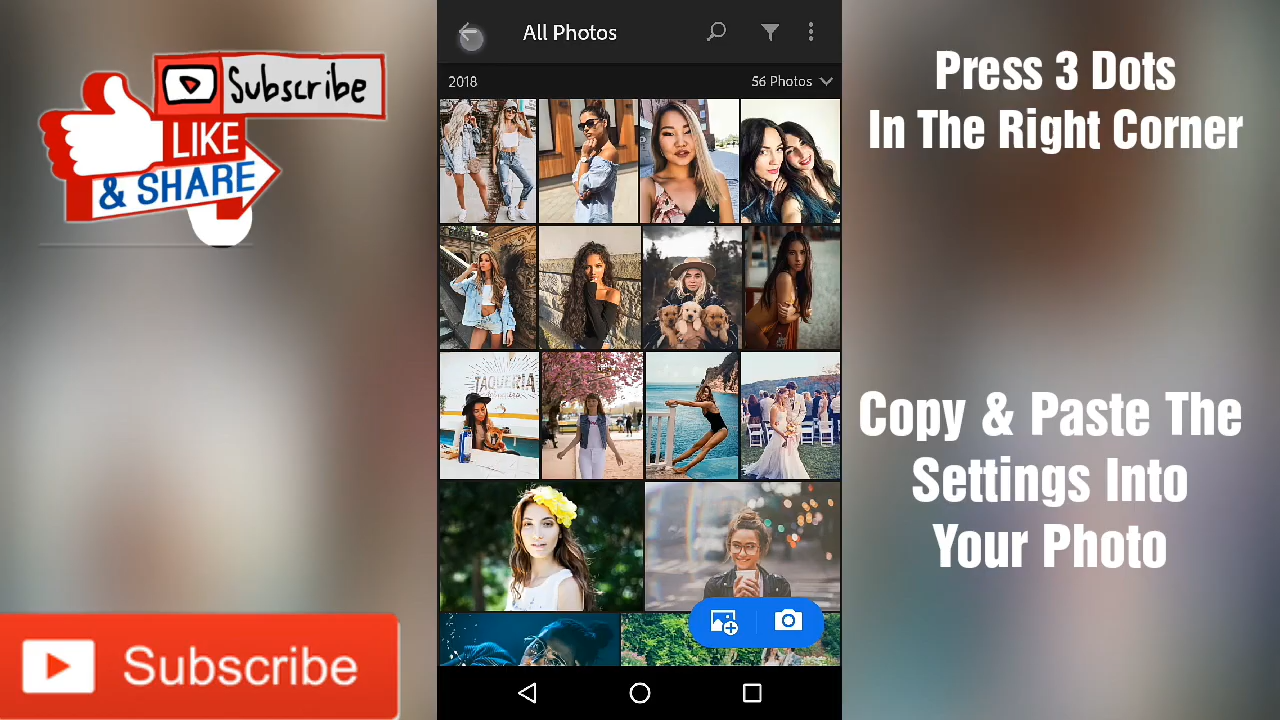 Subscribe
LIKE
& SHARE
Subscribe
All Photos
2018
56 Photos
TAQUERIA
Press 3 Dots
In The Right Corner
Copy & Paste The
Settings Into
Your Photo